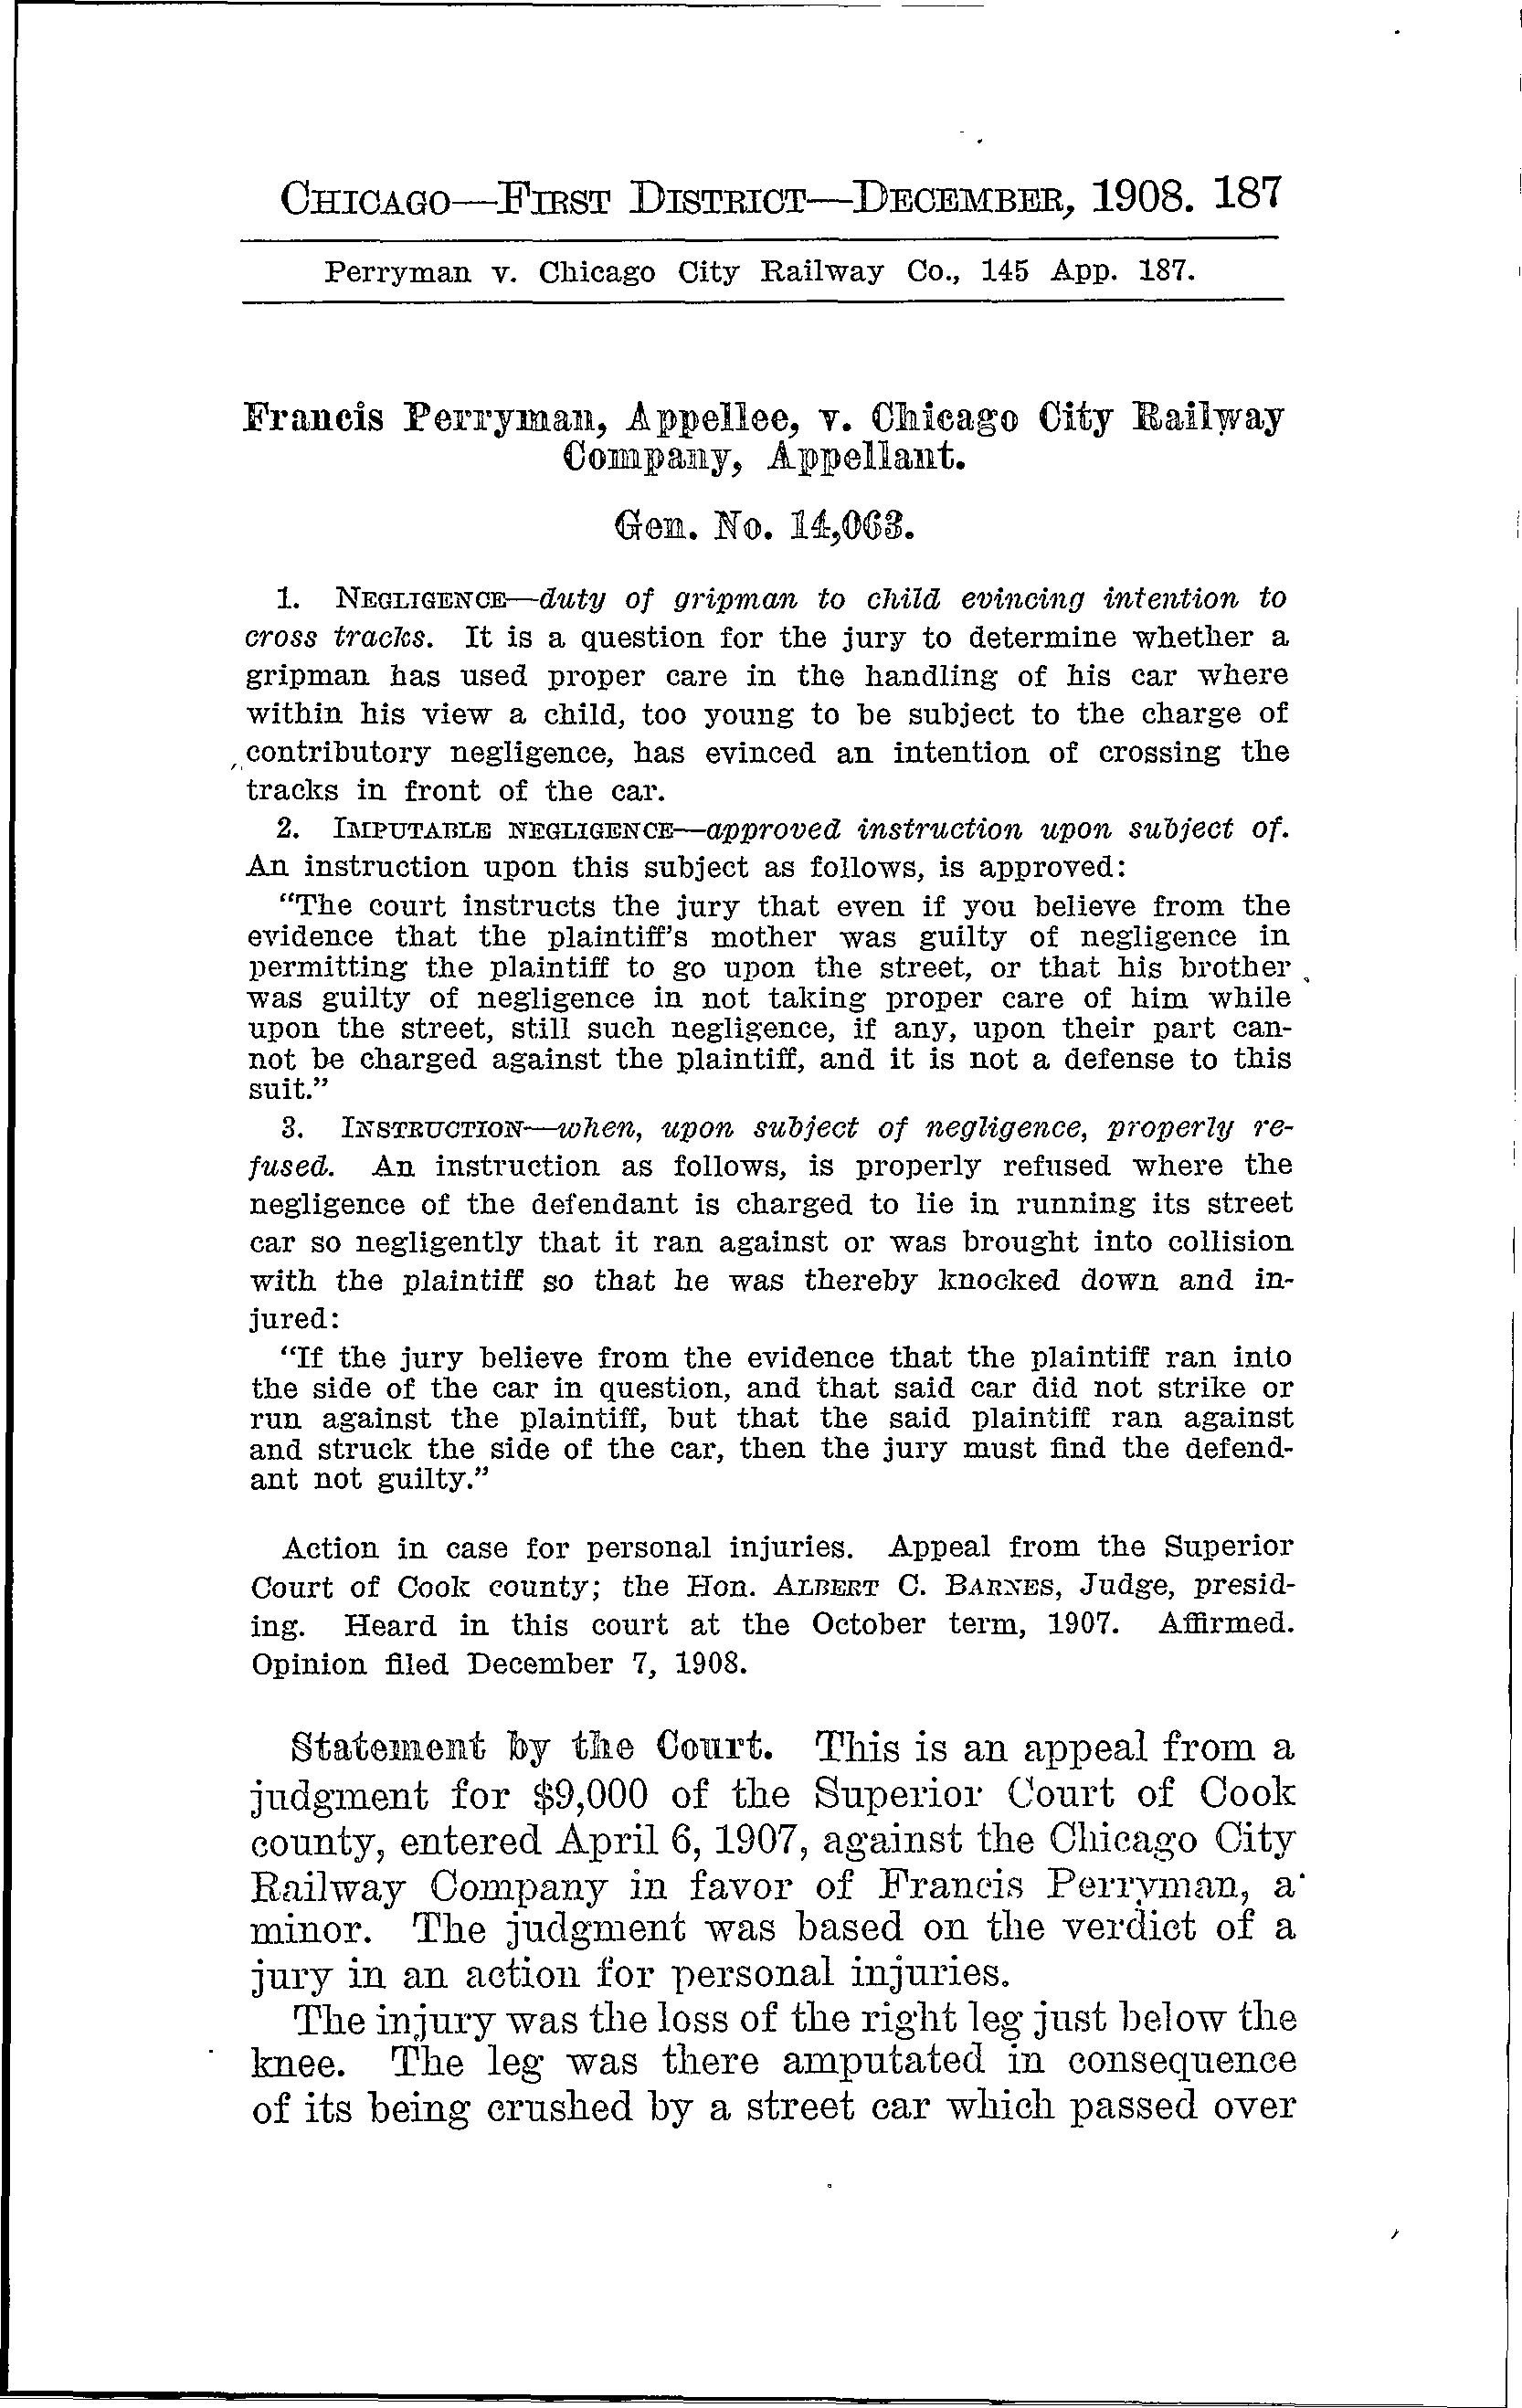 CHICAGO—FIRST DISTRICT—DECEMBER, 1908. 187
Perryman v. Chicago City Railway Co., 145 App. 187.
Francis Perryman, Appellee, v. Chicago City Railway
Company, Appellant.
Gen. No. 14,063.
1. NEGLIGENCE—duty of gripman to child evincing intention to
cross tracks. It is a question for the jury to determine whether a
gripman has used proper care in the handling of his car where
within his view a child, too young to be subject to the charge of
contributory negligence, has evinced an intention of crossing the
tracks in front of the car.
2. IMPUTABLE NEGLIGENCE—approved instruction upon subject of.
An instruction upon this subject as follows, is approved:
"The court instructs the jury that even if you believe from the
evidence that the plaintiff's mother was guilty of negligence in
permitting the plaintiff to go upon the street, or that his brother
was guilty of negligence in not taking proper care of him while
upon the street, still such negligence, if any, upon their part can-
not be charged against the plaintiff, and it is not a defense to this
suit."
3. INSTRUCTION—when, upon subject of negligence, properly re-
fused. An instruction as follows, is properly refused where the
negligence of the defendant is charged to lie in running its street
car so negligently that it ran against or was brought into collision
with the plaintiff so that he was thereby knocked down and in-
jured:
"If the jury believe from the evidence that the plaintiff ran into
the side of the car in question, and that said car did not strike or
run against the plaintiff, but that the said plaintiff ran against
and struck the side of the car, then the jury must find the defend-
ant not guilty."
Action in case for personal injuries. Appeal from the Superior
Court of Cook county; the Hon. ALBERT C. BARNES, Judge, presid-
ing. Heard in this court at the October term, 1907. Affirmed.
Opinion filed December 7, 1908.
Statement by the Court. This is an appeal from a
judgment for $9,000 of the Superior Court of Cook
county, entered April 6, 1907, against the Chicago City
Railway Company in favor of Francis Perryman, a
minor. The judgment was based on the verdict of a
jury in an action for personal injuries.
The injury was the loss of the right leg just below the
knee. The leg was there amputated in consequence
of its being crushed by a street car which passed over